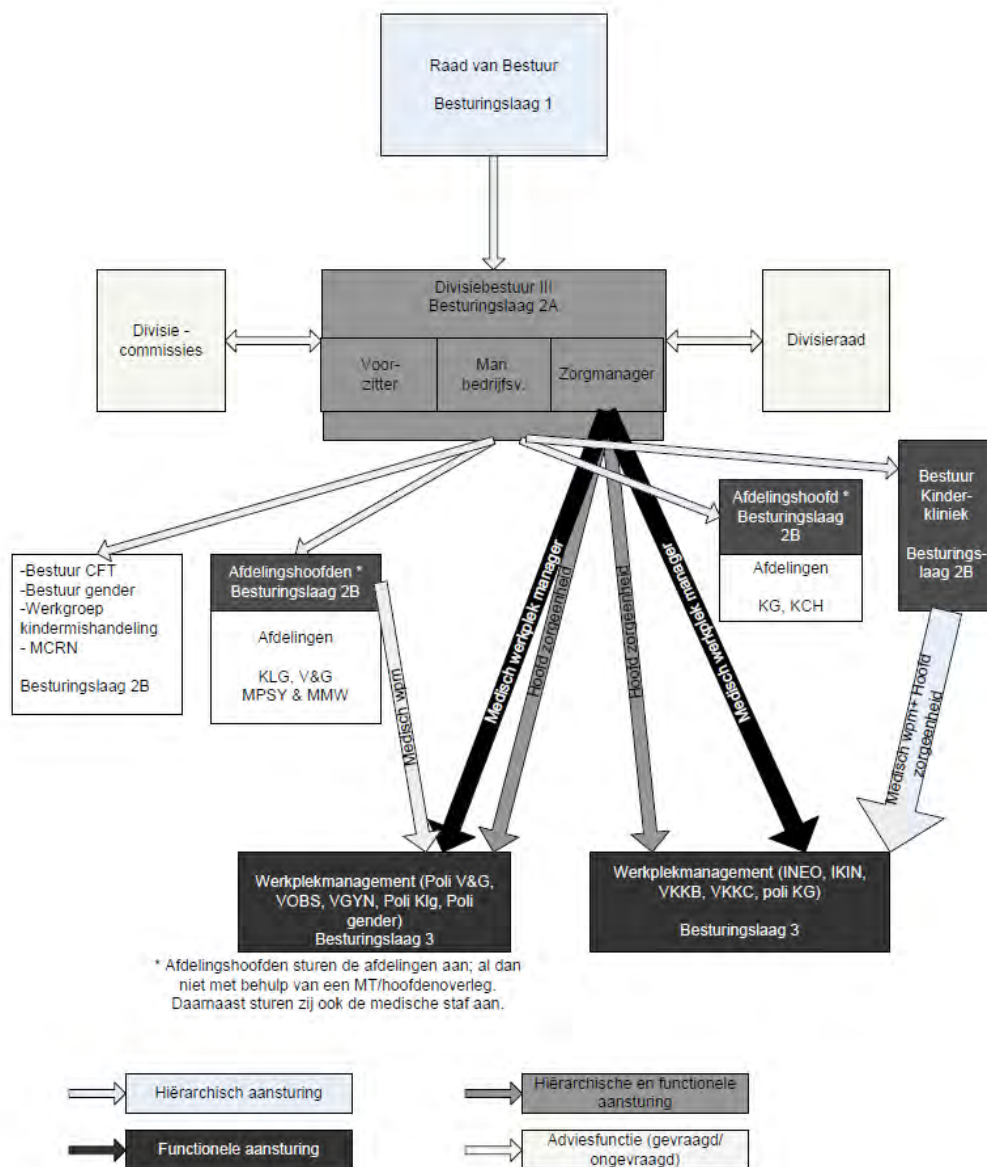 Raad van Bestuur
Besturingslaag 1
Divisie -
commissies
Divisiebestuur III
Besturingslaag 2A
Voor-
zitter
Man
bedrijfsv.
Zorgmanager
Divisieraad
-Bestuur CFT
-Bestuur gender
-Werkgroep
kindermishandeling
- MCRN
Besturingslaag 2B
Afdelingshoofden *
Besturingslaag 2B
Afdelingen
KLG, V&G
MPSY & MMW
Medisch wpm
Medisch werkplek manager
Hoofd zorgeenheid
Hoofd zorgeenheid
Medisch werkplek manager
Afdelingshoofd *
Besturingslaag
2B
Afdelingen
KG, KCH
Bestuur
Kinder-
kliniek
Besturings-
laag 2B
Medisch wpm+ Hoofd
zorgeenheid
Werkplekmanagement (Poli V&G,
VOBS, VGYN, Poli Klg, Poli
gender)
Besturingslaag 3
Werkplekmanagement (INEO, IKIN,
VKKB, VKKC, poli KG)
Besturingslaag 3
* Afdelingshoofden sturen de afdelingen aan; al dan
niet met behulp van een MT/hoofdenoverleg.
Daarnaast sturen zij ook de medische staf aan.
Hiërarchisch aansturing
Hiërarchische en functionele
aansturing
Functionele aansturing
Adviesfunctie (gevraagd/
ongevraagd)